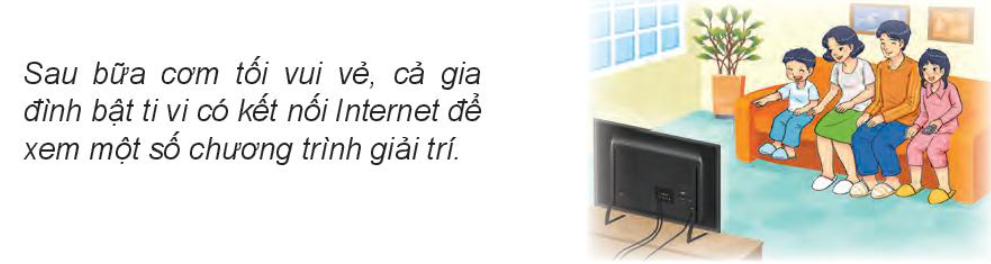 Sau bữa cơm tối vui vẻ, cả gia
đình bật ti vi có kết nối Internet để
xem một số chương trình giải trí.